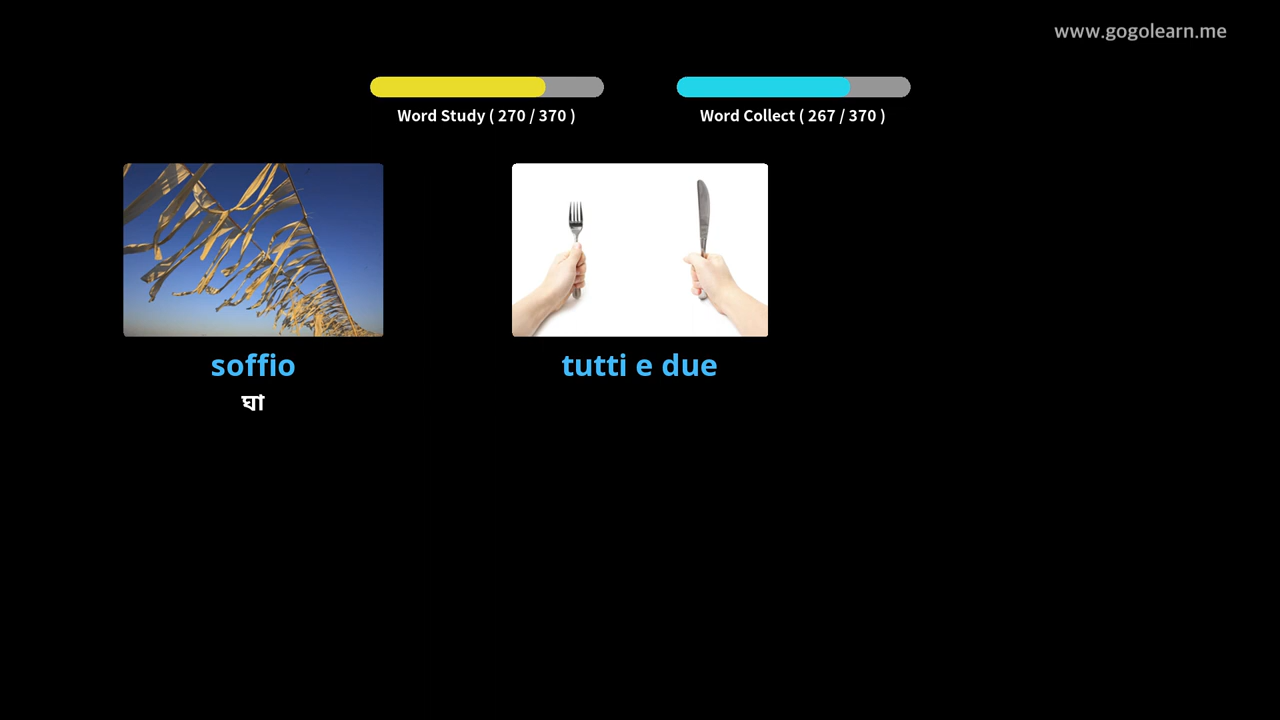 www.gogolearn.me
Word Study ( 270 / 370 )
Word Collect ( 267 / 370 )
soffio
tutti e due
ঘা